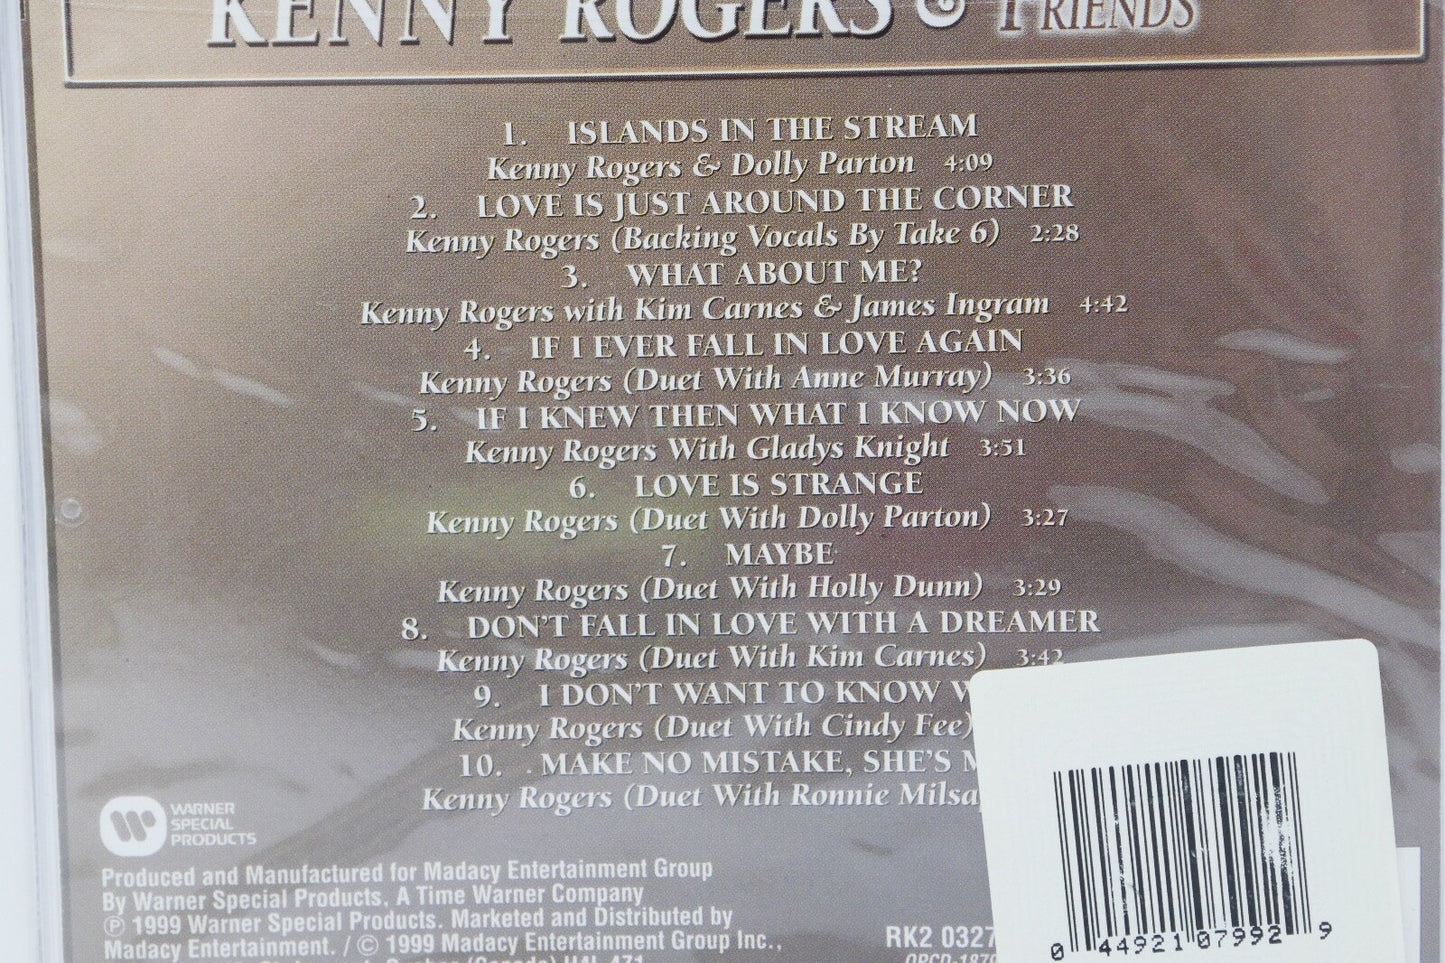 KENNY ROGERS & FRIENDS
1. ISLANDS IN THE STREAM
Kenny Rogers & Dolly Parton 4:09
2. LOVE IS JUST AROUND THE CORNER
Kenny Rogers (Backing Vocals By Take 6) 2:28
3. WHAT ABOUT ME?
Kenny Rogers with Kim Carnes & James Ingram 4:42
4. IF I EVER FALL IN LOVE AGAIN
Kenny Rogers (Duet With Anne Murray) 3:36
5. IF I KNEW THEN WHAT I KNOW NOW
Kenny Rogers With Gladys Knight 3:51
6. LOVE IS STRANGE
Kenny Rogers (Duet With Dolly Parton) 3:27
7. MAYBE
Kenny Rogers (Duet With Holly Dunn) 3:29
8. DON'T FALL IN LOVE WITH A DREAMER
Kenny Rogers (Duet With Kim Carnes) 3:42
9. I DON'T WANT TO KNOW
Kenny Rogers (Duet With Cindy Fee)
10. MAKE NO MISTAKE, SHE'S
Kenny Rogers (Duet With Ronnie Milsa
WARNER
SPECIAL
PRODUCTS
Produced and Manufactured for Madacy Entertainment Group
By Warner Special Products, A Time Warner Company
℗ 1999 Warner Special Products. Marketed and Distributed by
Madacy Entertainment. / © 1999 Madacy Entertainment Group Inc.,
RK2 0327
0 44921 07992 9